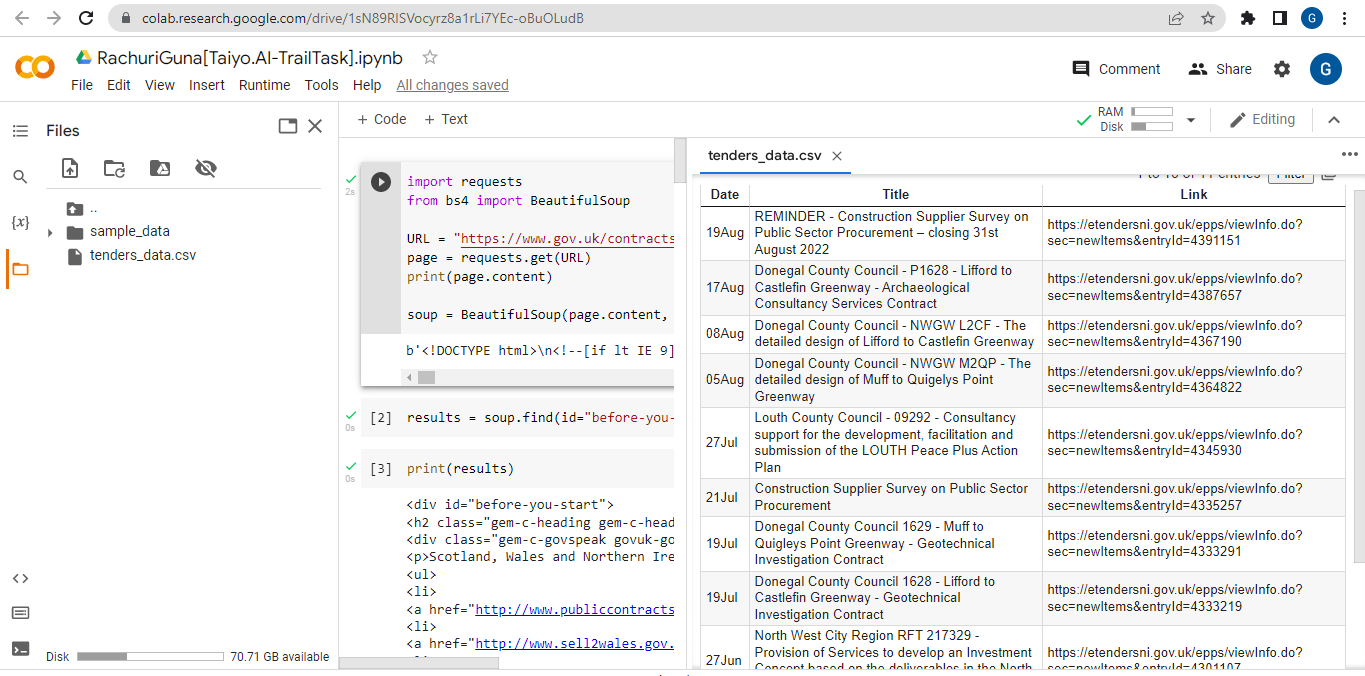 colab.research.google.com/drive/1sN89RlSVocyrz8a1rLi7YEc-oBuOLudB
G
RachuriGuna[Taiyo.AI-TrailTask].ipynb
File Edit View Insert Runtime Tools Help All changes saved
Comment Share G
Files
+ Code + Text
RAM
Disk
Editing
..
sample_data
tenders_data.csv
{x}
Disk 70.71 GB available
2s
import requests
from bs4 import BeautifulSoup
URL = "https://www.gov.uk/contracts
page = requests.get(URL)
print(page.content)
soup = BeautifulSoup(page.content,
b'<!DOCTYPE html>\n<!--[if lt IE 9]
0s
[2] results = soup.find(id="before-you-
0s
[3] print(results)
<div id="before-you-start">
<h2 class="gem-c-heading gem-c-head
<div class="gem-c-govspeak govuk-go
<p>Scotland, Wales and Northern Ire
<ul>
<li>
<a href="http://www.publiccontracts
<li>
<a href="http://www.sell2wales.gov.
tenders_data.csv
1 to 10 of 11 entries Filter
Date Title Link
19Aug REMINDER - Construction Supplier Survey on
Public Sector Procurement – closing 31st
August 2022
https://etendersni.gov.uk/epps/viewInfo.do?
sec=newItems&entryId=4391151
17Aug Donegal County Council - P1628 - Lifford to
Castlefin Greenway - Archaeological
Consultancy Services Contract
https://etendersni.gov.uk/epps/viewInfo.do?
sec=newItems&entryId=4387657
08Aug Donegal County Council - NWGW L2CF - The
detailed design of Lifford to Castlefin Greenway
https://etendersni.gov.uk/epps/viewInfo.do?
sec=newItems&entryId=4367190
05Aug Donegal County Council - NWGW M2QP - The
detailed design of Muff to Quigelys Point
Greenway
https://etendersni.gov.uk/epps/viewInfo.do?
sec=newItems&entryId=4364822
27Jul Louth County Council - 09292 - Consultancy
support for the development, facilitation and
submission of the LOUTH Peace Plus Action
Plan
https://etendersni.gov.uk/epps/viewInfo.do?
sec=newItems&entryId=4345930
21Jul Construction Supplier Survey on Public Sector
Procurement
https://etendersni.gov.uk/epps/viewInfo.do?
sec=newItems&entryId=4335257
19Jul Donegal County Council 1629 - Muff to
Quigleys Point Greenway - Geotechnical
Investigation Contract
https://etendersni.gov.uk/epps/viewInfo.do?
sec=newItems&entryId=4333291
19Jul Donegal County Council 1628 - Lifford to
Castlefin Greenway - Geotechnical
Investigation Contract
https://etendersni.gov.uk/epps/viewInfo.do?
sec=newItems&entryId=4333219
27Jun North West City Region RFT 217329 -
Provision of Services to develop an Investment
Concept based on the deliverables in the North
https://etendersni.gov.uk/epps/viewInfo.do?
sec=newItems&entryId=4301107